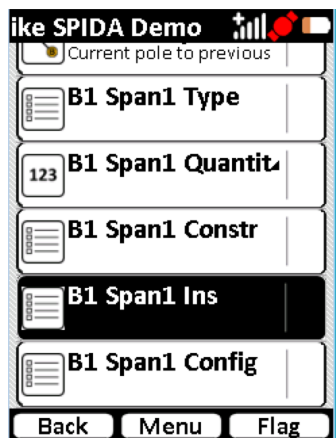 ike SPIDA Demo
Current pole to previous
B1 Span1 Type
123
B1 Span1 Quantit
B1 Span1 Constr
B1 Span1 Ins
B1 Span1 Config
Back Menu Flag